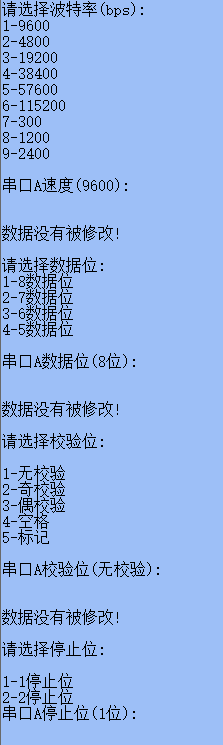 请选择波特率(bps):
1-9600
2-4800
3-19200
4-38400
5-57600
6-115200
7-300
8-1200
9-2400
串口A速度(9600):
数据没有被修改!
请选择数据位:
1-8数据位
2-7数据位
3-6数据位
4-5数据位
串口A数据位(8位):
数据没有被修改!
请选择校验位:
1-无校验
2-奇校验
3-偶校验
4-空格
5-标记
串口A校验位(无校验):
数据没有被修改!
请选择停止位:
1-1停止位
2-2停止位
串口A停止位(1位):